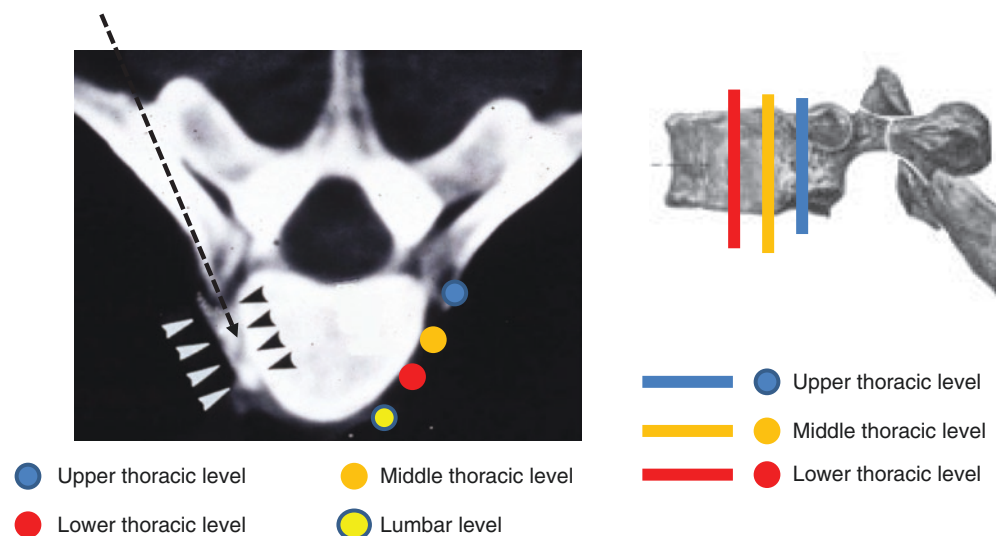 Upper thoracic level
Middle thoracic level
Lower thoracic level
Lumbar level
Upper thoracic level
Middle thoracic level
Lower thoracic level